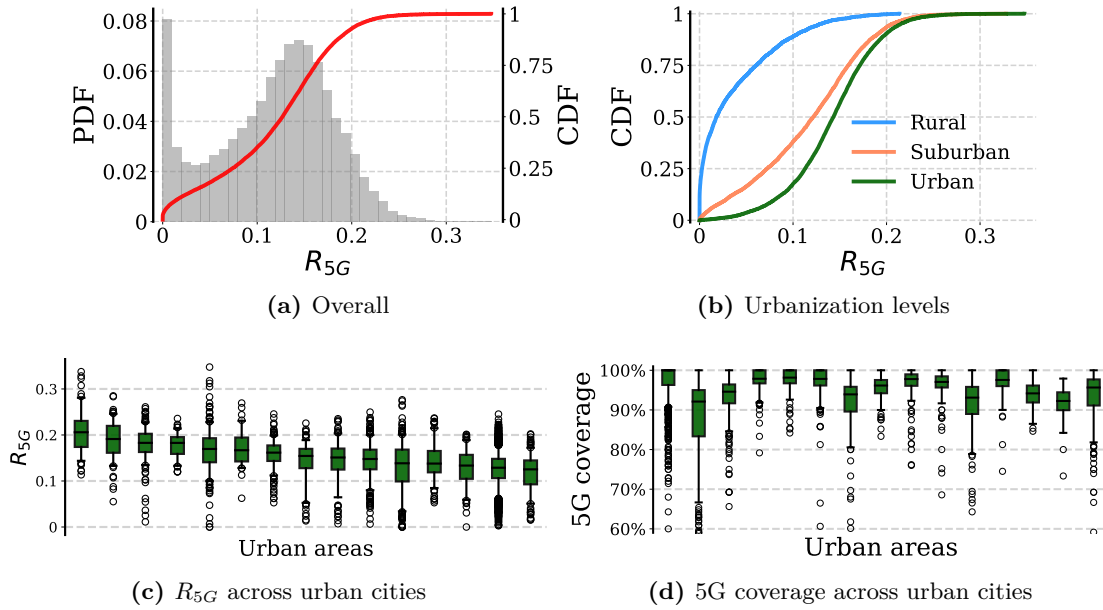 PDF
0.08
0.06
0.04
0.02
0
0
0.1
0.2
0.3
R5G
1
0.75
0.5
0.25
0
CDF
(a) Overall
CDF
1
0.75
0.5
0.25
0
0
0.1
0.2
0.3
R5G
Rural
Suburban
Urban
(b) Urbanization levels
R5G
0.3
0.2
0.1
0
Urban areas
(c) R5G across urban cities
5G coverage
100%
90%
80%
70%
60%
Urban areas
(d) 5G coverage across urban cities